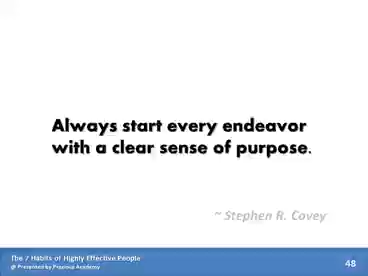 Always start every endeavor
with a clear sense of purpose.
~ Stephen R. Covey
The 7 Habits of Highly Effective People
@ Presented by Precious Academy
48